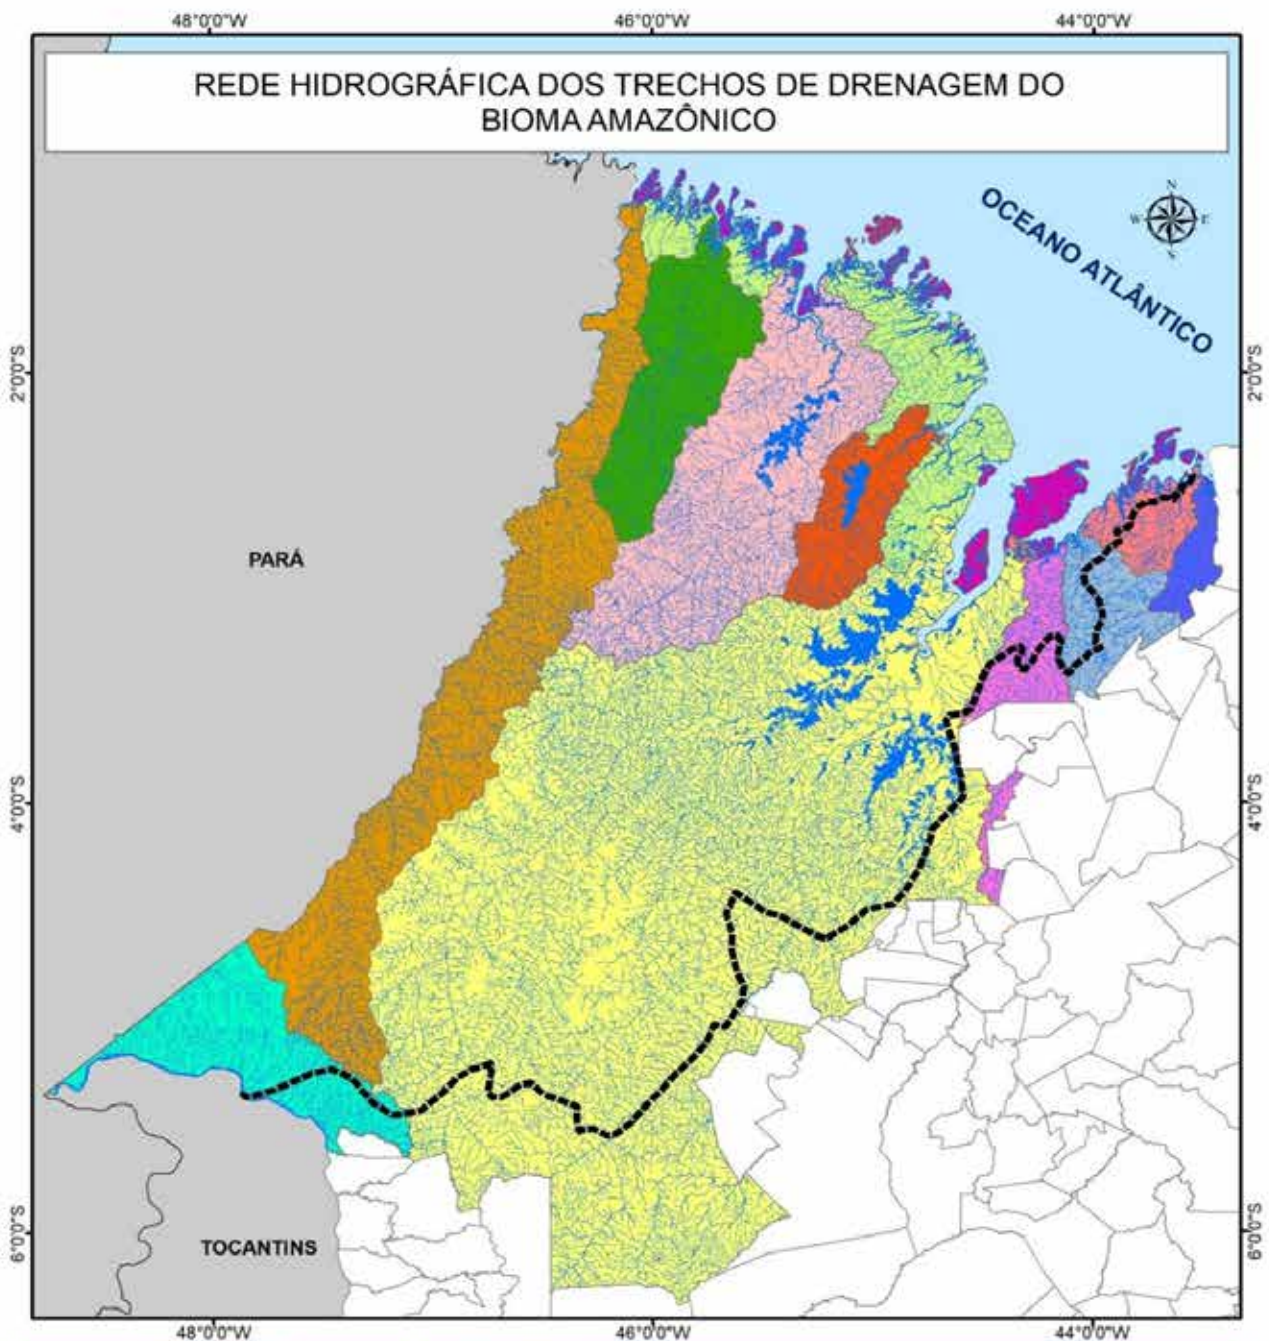 48°0'0"W 46°0'0"W 44°0'0"W
REDE HIDROGRÁFICA DOS TRECHOS DE DRENAGEM DO
BIOMA AMAZÔNICO
N
W E
S
OCEANO ATLÂNTICO
2°0'0"S 2°0'0"S
PARÁ
4°0'0"S 4°0'0"S
6°0'0"S 6°0'0"S
TOCANTINS
48°0'0"W 46°0'0"W 44°0'0"W